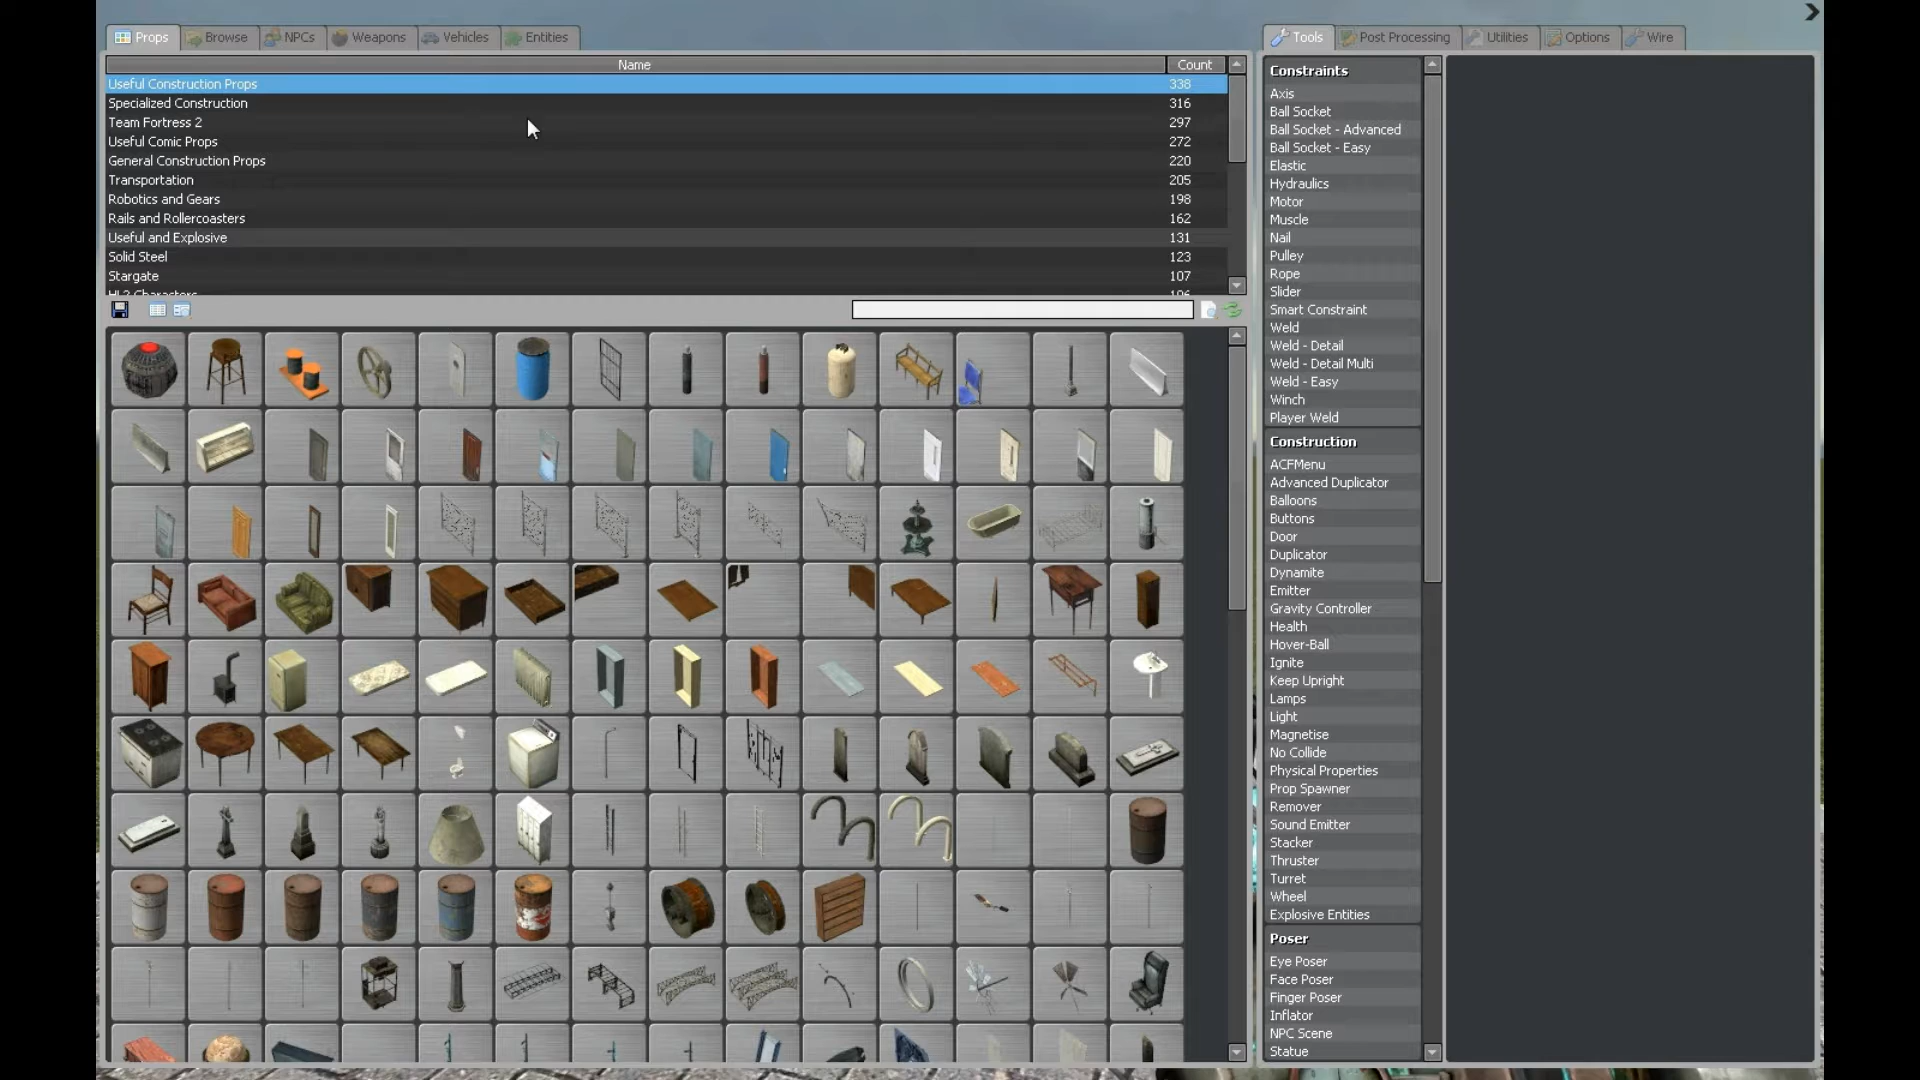 Props Browse NPCs Weapons Vehicles Entities
Name Count
Useful Construction Props 338
Specialized Construction 316
Team Fortress 2 297
Useful Comic Props 272
General Construction Props 220
Transportation 205
Robotics and Gears 198
Rails and Rollercoasters 162
Useful and Explosive 131
Solid Steel 123
Stargate 107
HL2 Characters 106
Tools Post Processing Utilities Options Wire
Constraints
Axis
Ball Socket
Ball Socket - Advanced
Ball Socket - Easy
Elastic
Hydraulics
Motor
Muscle
Nail
Pulley
Rope
Slider
Smart Constraint
Weld
Weld - Detail
Weld - Detail Multi
Weld - Easy
Winch
Player Weld
Construction
ACFMenu
Advanced Duplicator
Balloons
Buttons
Door
Duplicator
Dynamite
Emitter
Gravity Controller
Health
Hover-Ball
Ignite
Keep Upright
Lamps
Light
Magnetise
No Collide
Physical Properties
Prop Spawner
Remover
Sound Emitter
Stacker
Thruster
Turret
Wheel
Explosive Entities
Poser
Eye Poser
Face Poser
Finger Poser
Inflator
NPC Scene
Statue